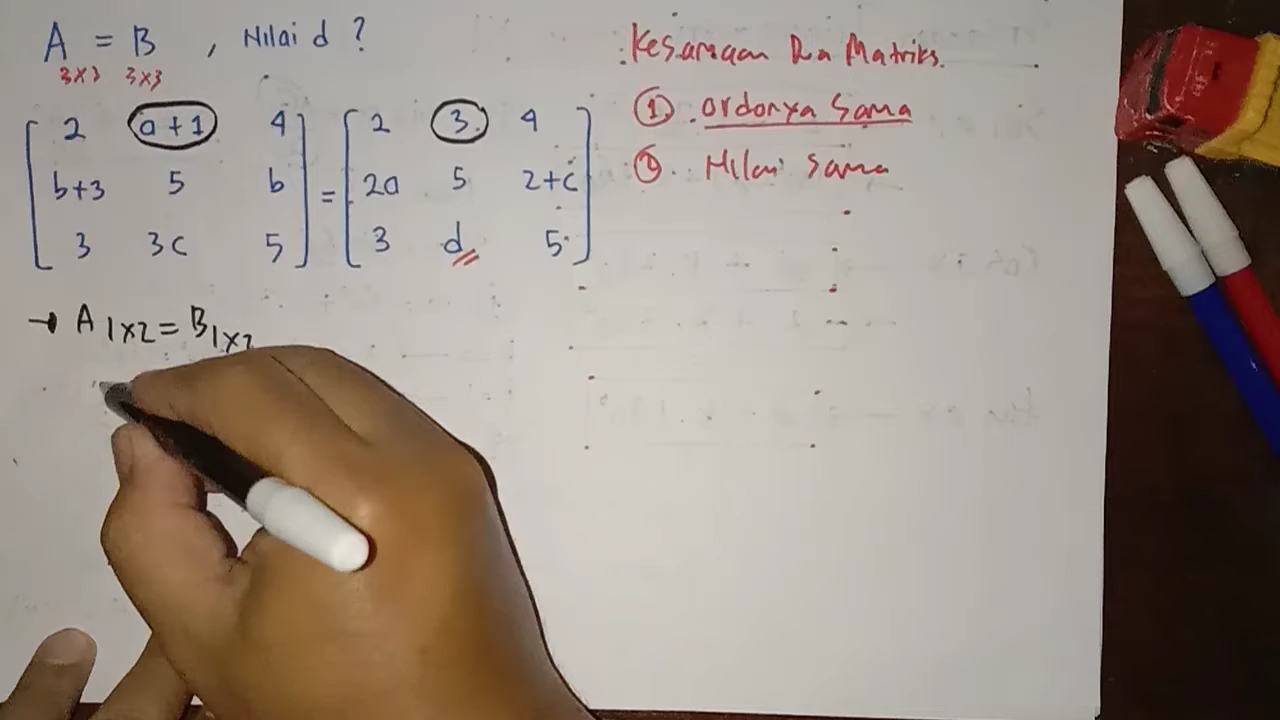 A = B , Nilai d ?
3x3 3x3
2 a+1 4 = 2 3 4
b+3 5 b = 2a 5 2+c
3 3c 5 3 d 5
→ A 1x2 = B 1x2
Kesamaan Dua Matriks.
① . ordonya sama
② . Nilai sama